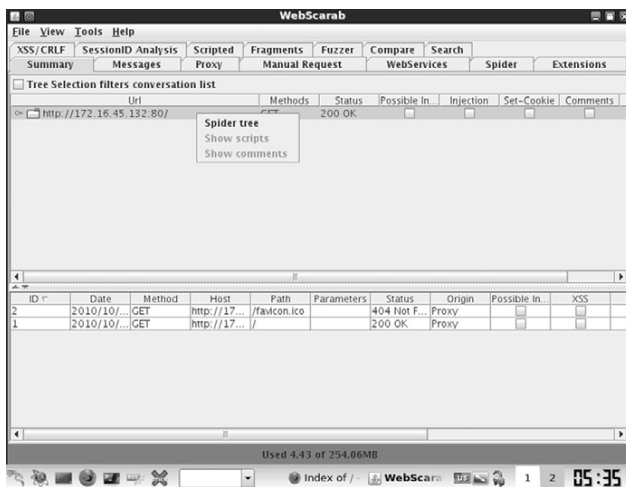 WebScarab
File View Tools Help
XSS/CRLF SessionID Analysis Scripted Fragments Fuzzer Compare Search
Summary Messages Proxy Manual Request WebServices Spider Extensions
Tree Selection filters conversation list
Url Methods Status Possible In... Injection Set-Cookie Comments
http://172.16.45.132:80/ GET 200 OK
Spider tree
Show scripts
Show comments
ID Date Method Host Path Parameters Status Origin Possible In... XSS
2 2010/10/... GET http://17... /favicon.ico 404 Not F... Proxy
1 2010/10/... GET http://17... / 200 OK Proxy
Used 4.43 of 254.06MB
Index of / - WebScara US 1 2 05:35